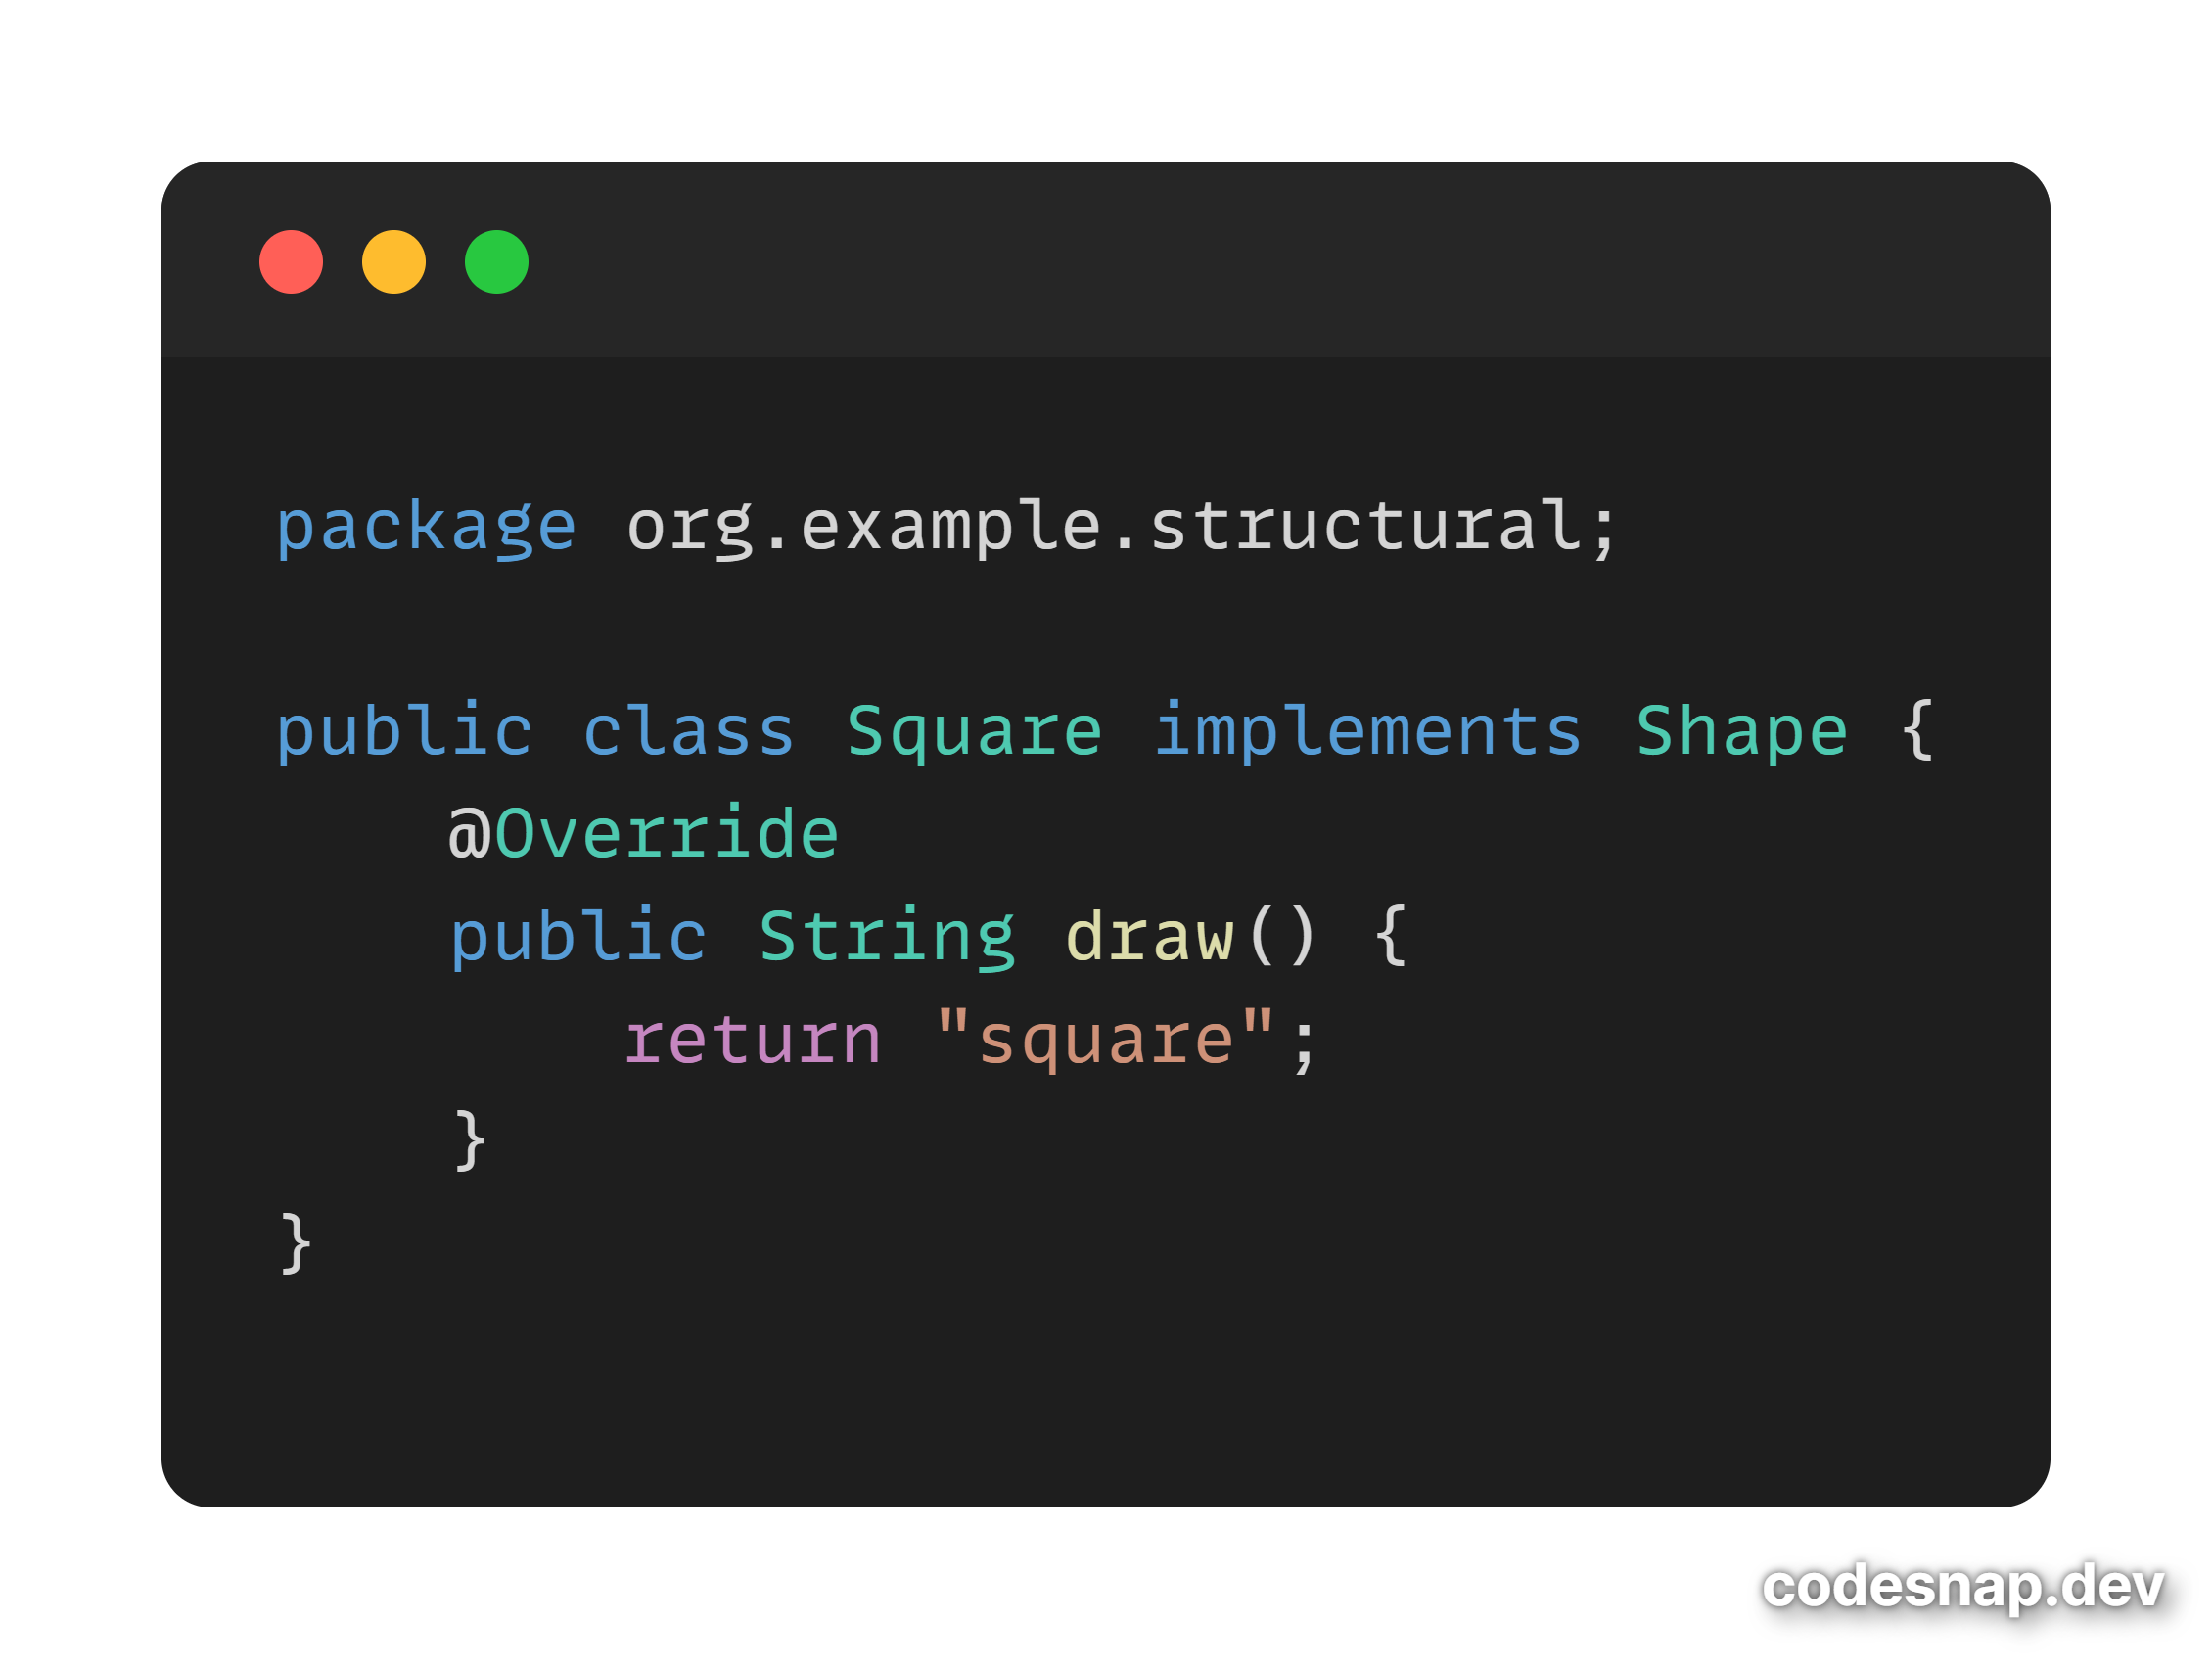 package org.example.structural;

public class Square implements Shape {
    @Override
    public String draw() {
        return "square";
    }
}
codesnap.dev